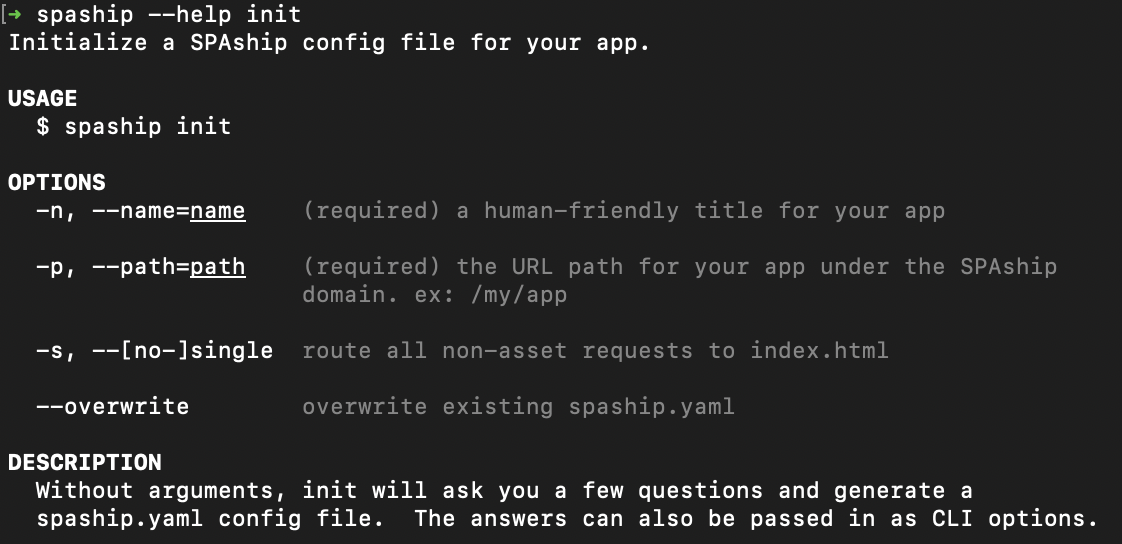 [➜ spaship --help init
Initialize a SPAship config file for your app.
USAGE
$ spaship init
OPTIONS
-n, --name=name (required) a human-friendly title for your app
-p, --path=path (required) the URL path for your app under the SPAship
domain. ex: /my/app
-s, --[no-]single route all non-asset requests to index.html
--overwrite overwrite existing spaship.yaml
DESCRIPTION
Without arguments, init will ask you a few questions and generate a
spaship.yaml config file.  The answers can also be passed in as CLI options.